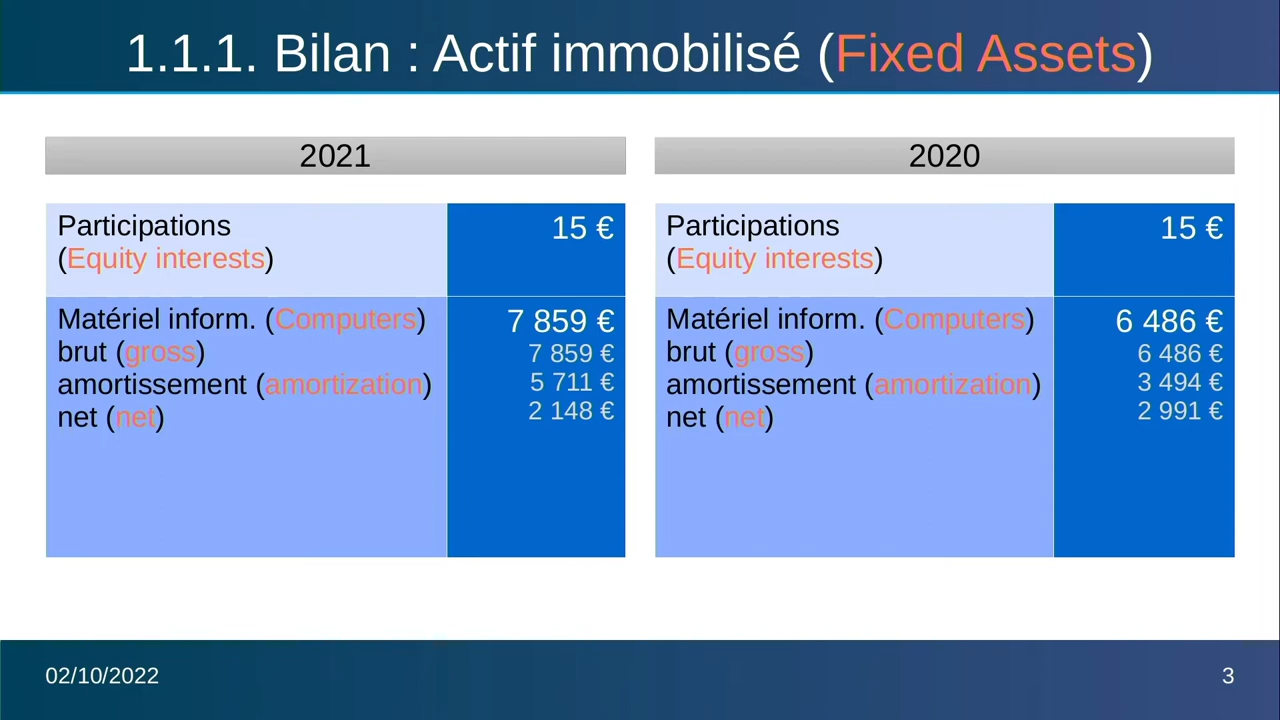 1.1.1. Bilan : Actif immobilisé (Fixed Assets)
2021
Participations
(Equity interests)
15 €
Matériel inform. (Computers)
brut (gross)
amortissement (amortization)
net (net)
7 859 €
7 859 €
5 711 €
2 148 €
2020
Participations
(Equity interests)
15 €
Matériel inform. (Computers)
brut (gross)
amortissement (amortization)
net (net)
6 486 €
6 486 €
3 494 €
2 991 €
02/10/2022
3